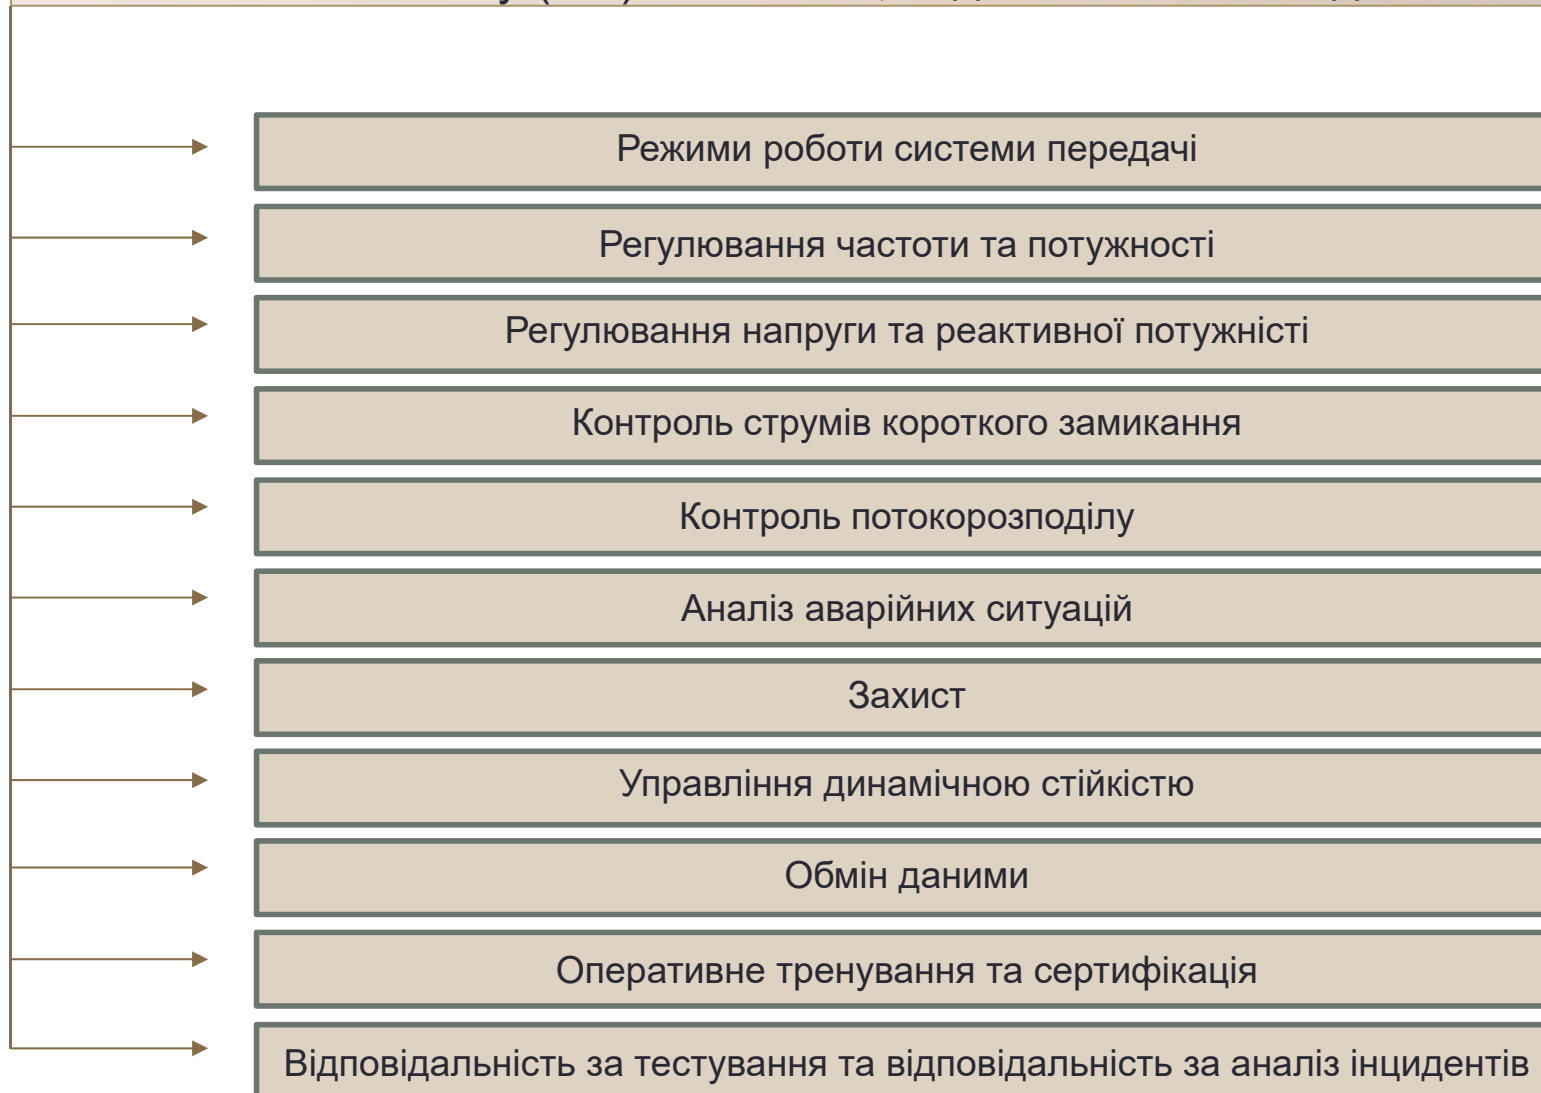 Режими роботи системи передачі
Регулювання частоти та потужності
Регулювання напруги та реактивної потужністі
Контроль струмів короткого замикання
Контроль потокорозподілу
Аналіз аварійних ситуацій
Захист
Управління динамічною стійкістю
Обмін даними
Оперативне тренування та сертифікація
Відповідальність за тестування та відповідальність за аналіз інцидентів